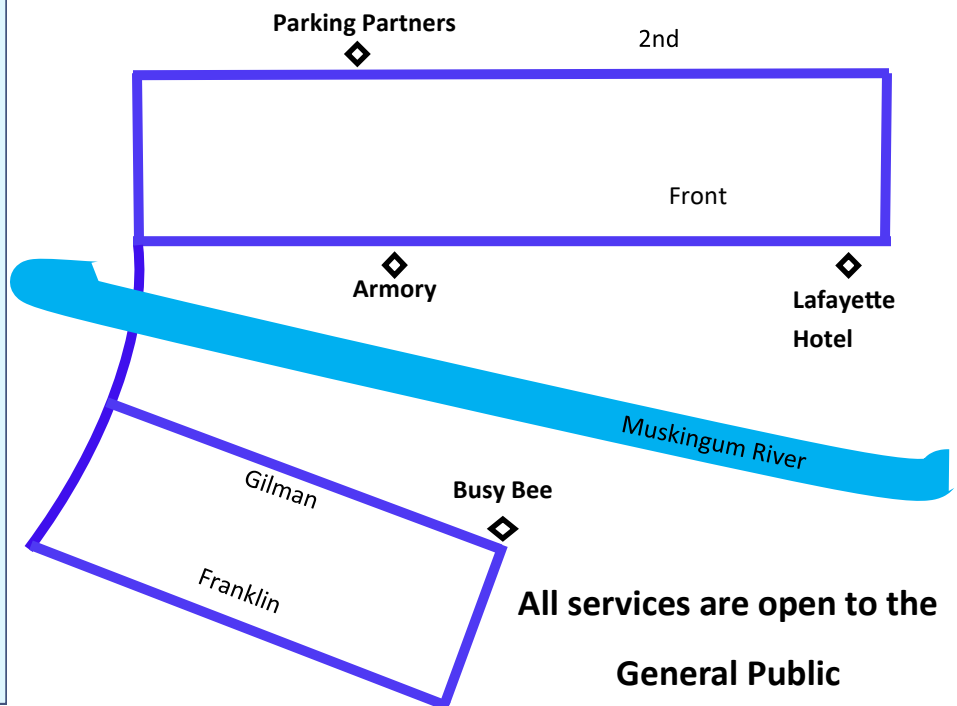 Parking Partners
2nd
Front
Armory
Lafayette
Hotel
Muskingum River
Gilman
Busy Bee
Franklin
All services are open to the
General Public